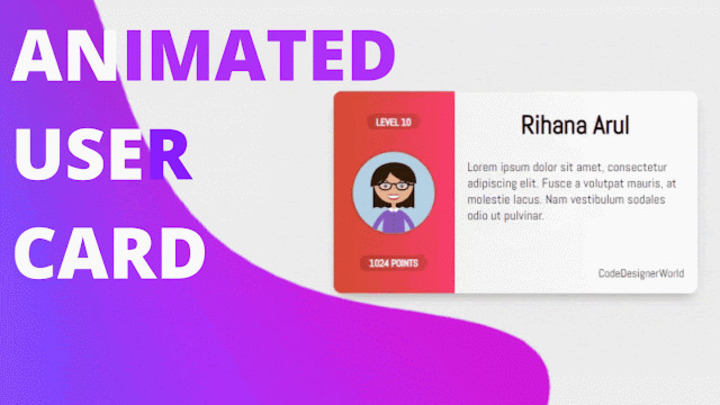 ANIMATED
USER
CARD
LEVEL 10
1024 POINTS
Rihana Arul
Lorem ipsum dolor sit amet, consectetur
adipiscing elit. Fusce a volutpat mauris, at
molestie lacus. Nam vestibulum sodales
odio ut pulvinar.
CodeDesignerWorld